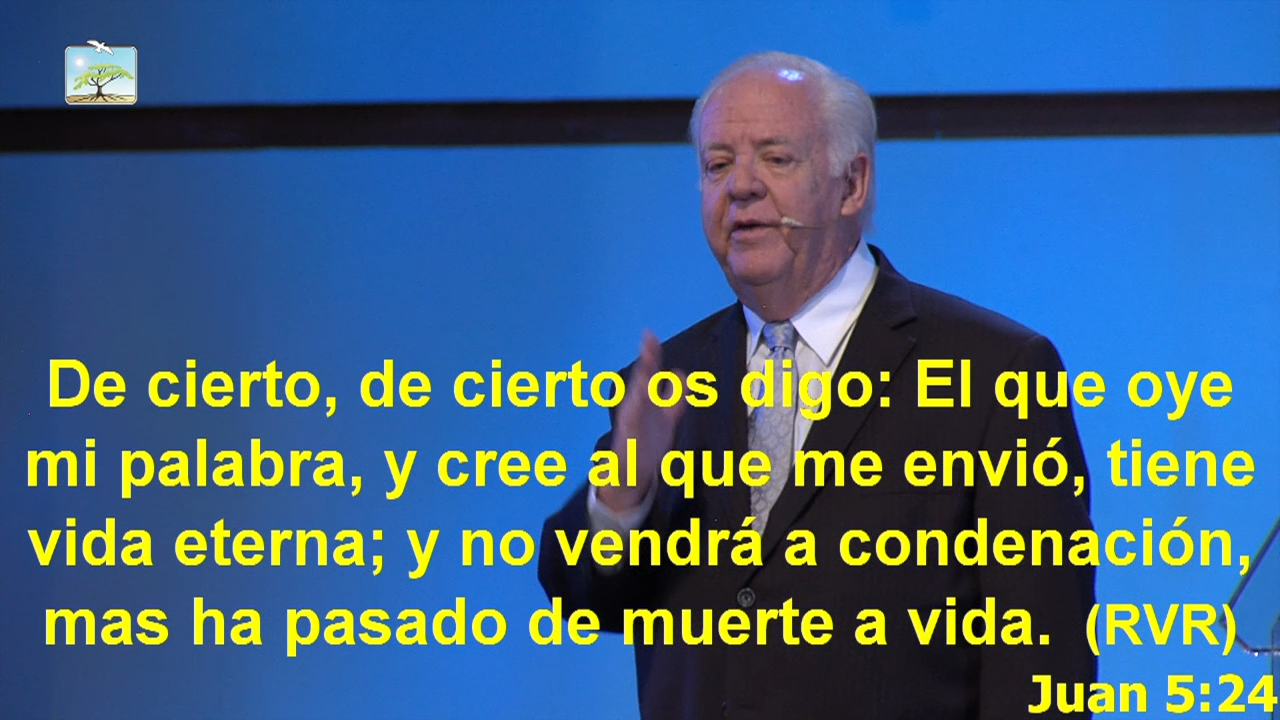 De cierto, de cierto os digo: El que oye
mi palabra, y cree al que me envió, tiene
vida eterna; y no vendrá a condenación,
mas ha pasado de muerte a vida. (RVR)
Juan 5:24